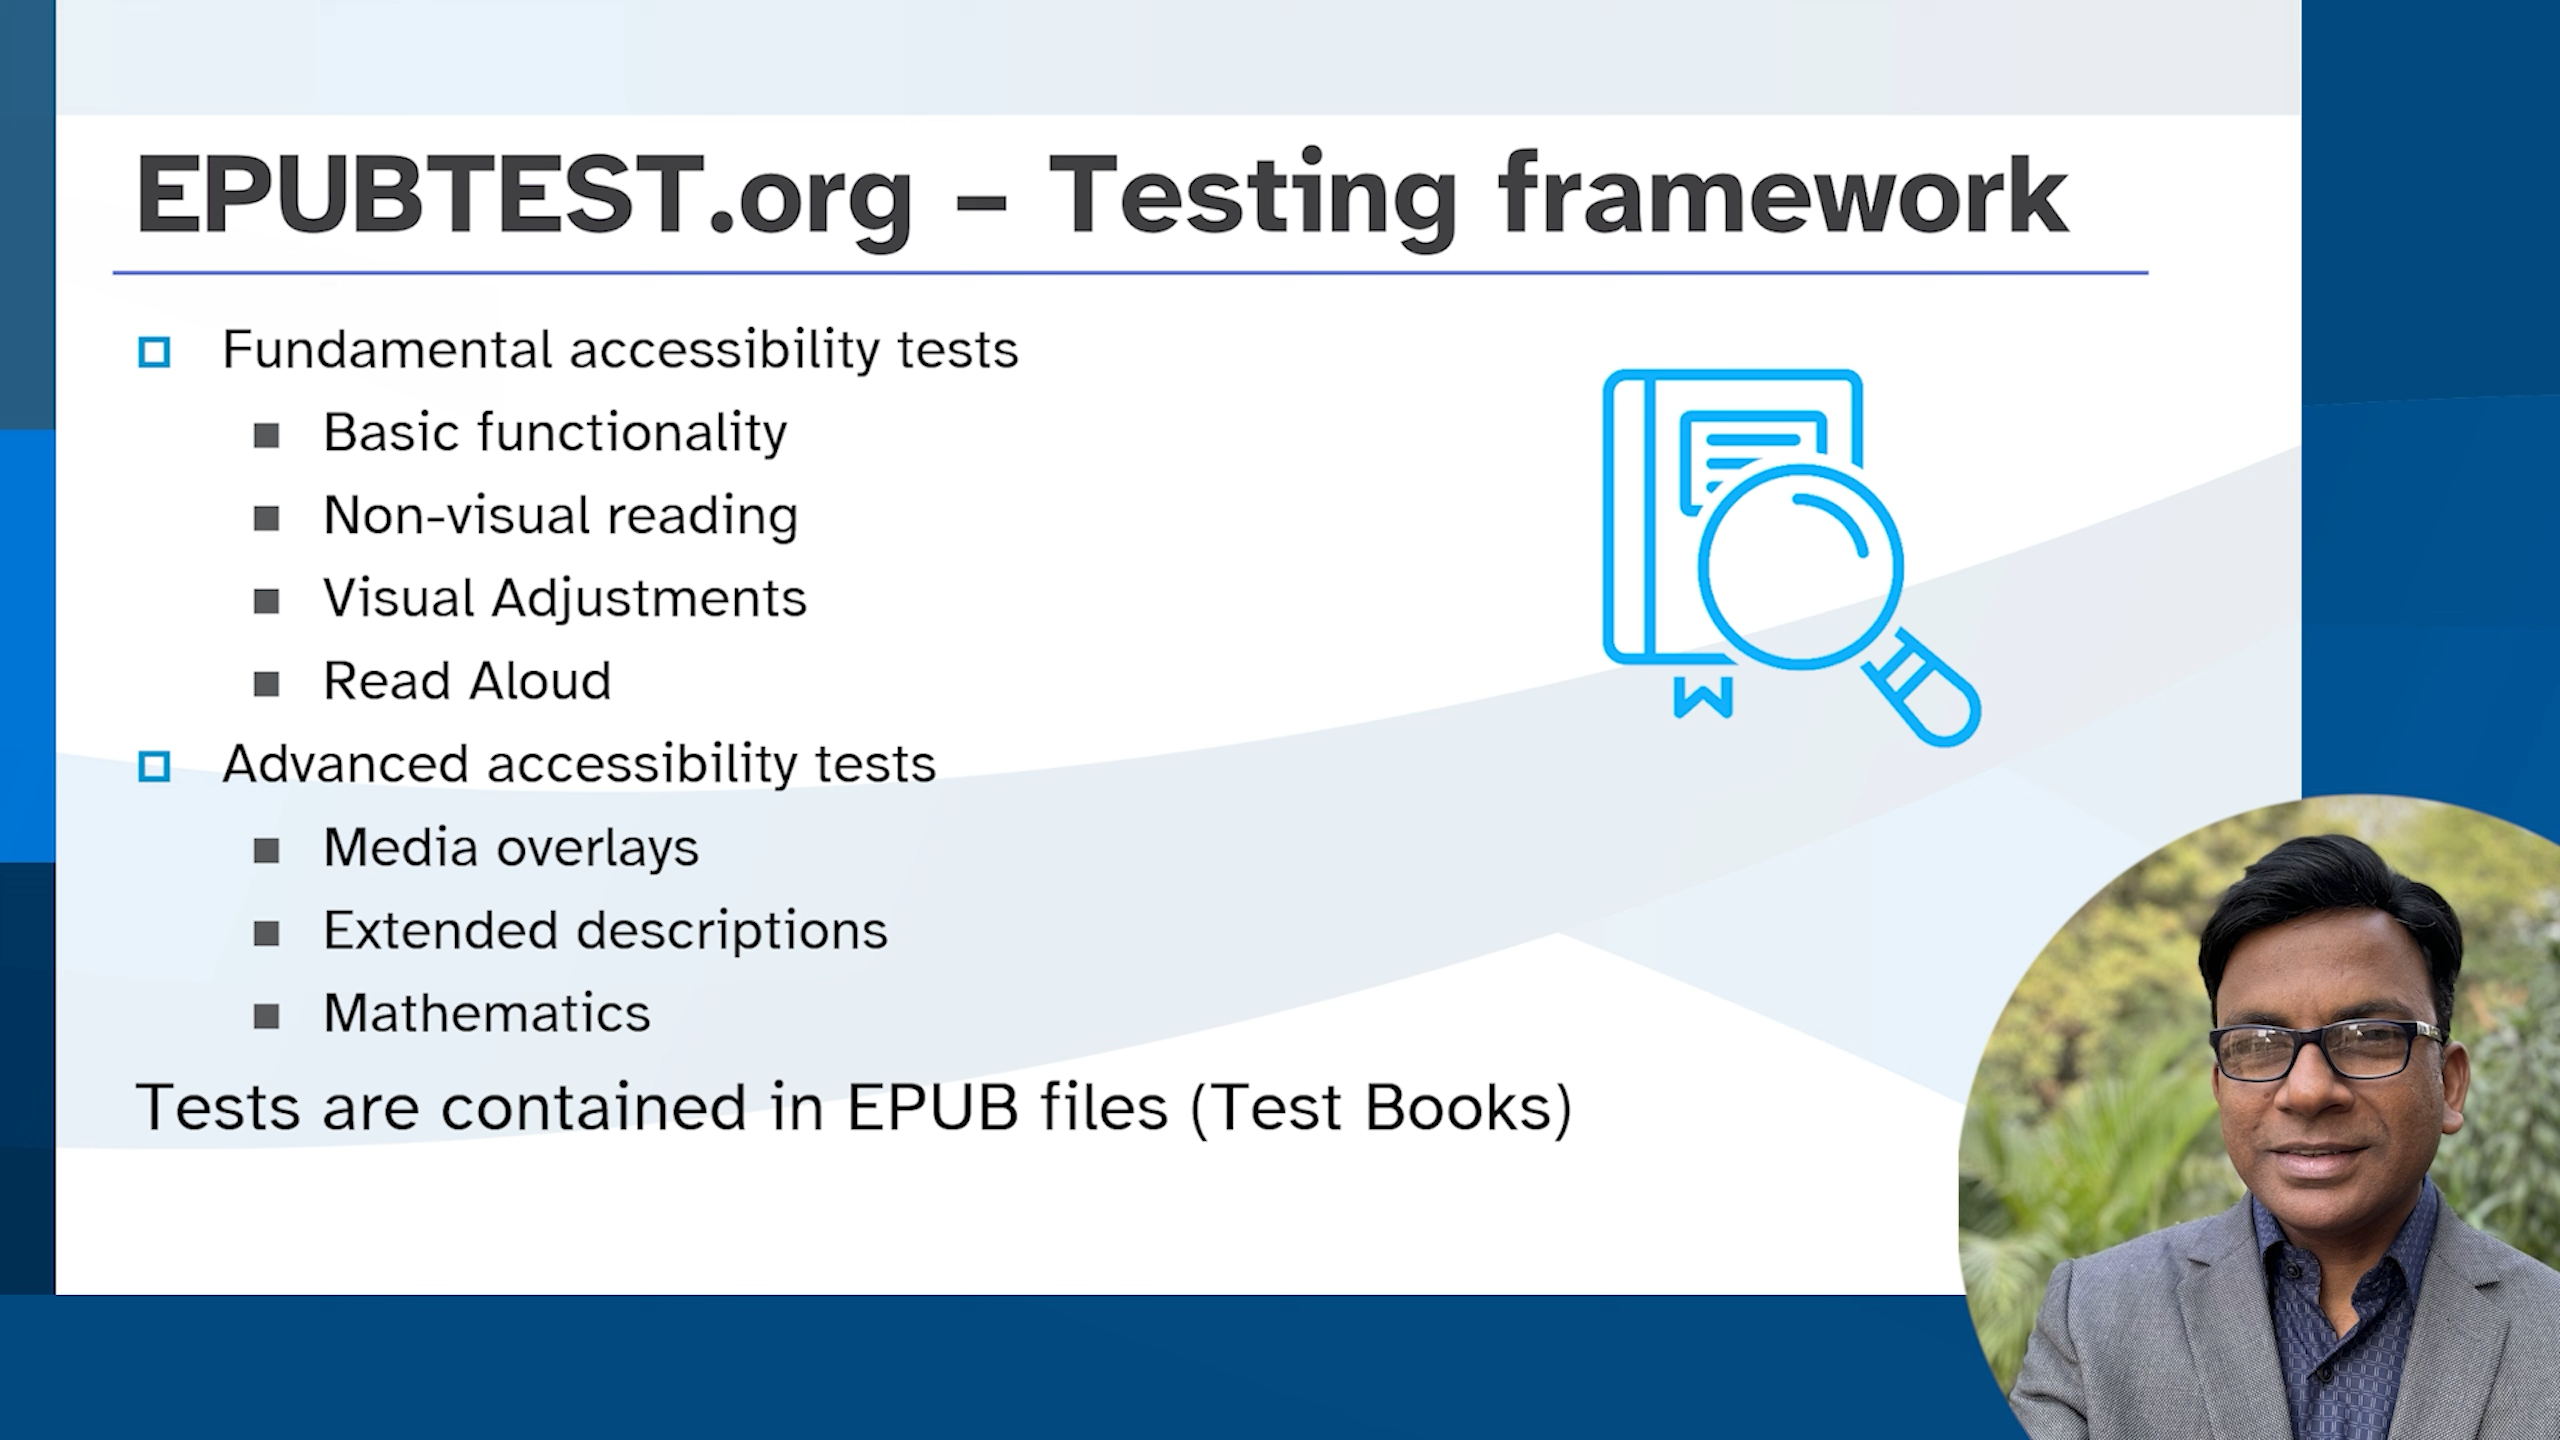 EPUBTEST.org – Testing framework
Fundamental accessibility tests
Basic functionality
Non-visual reading
Visual Adjustments
Read Aloud
Advanced accessibility tests
Media overlays
Extended descriptions
Mathematics
Tests are contained in EPUB files (Test Books)